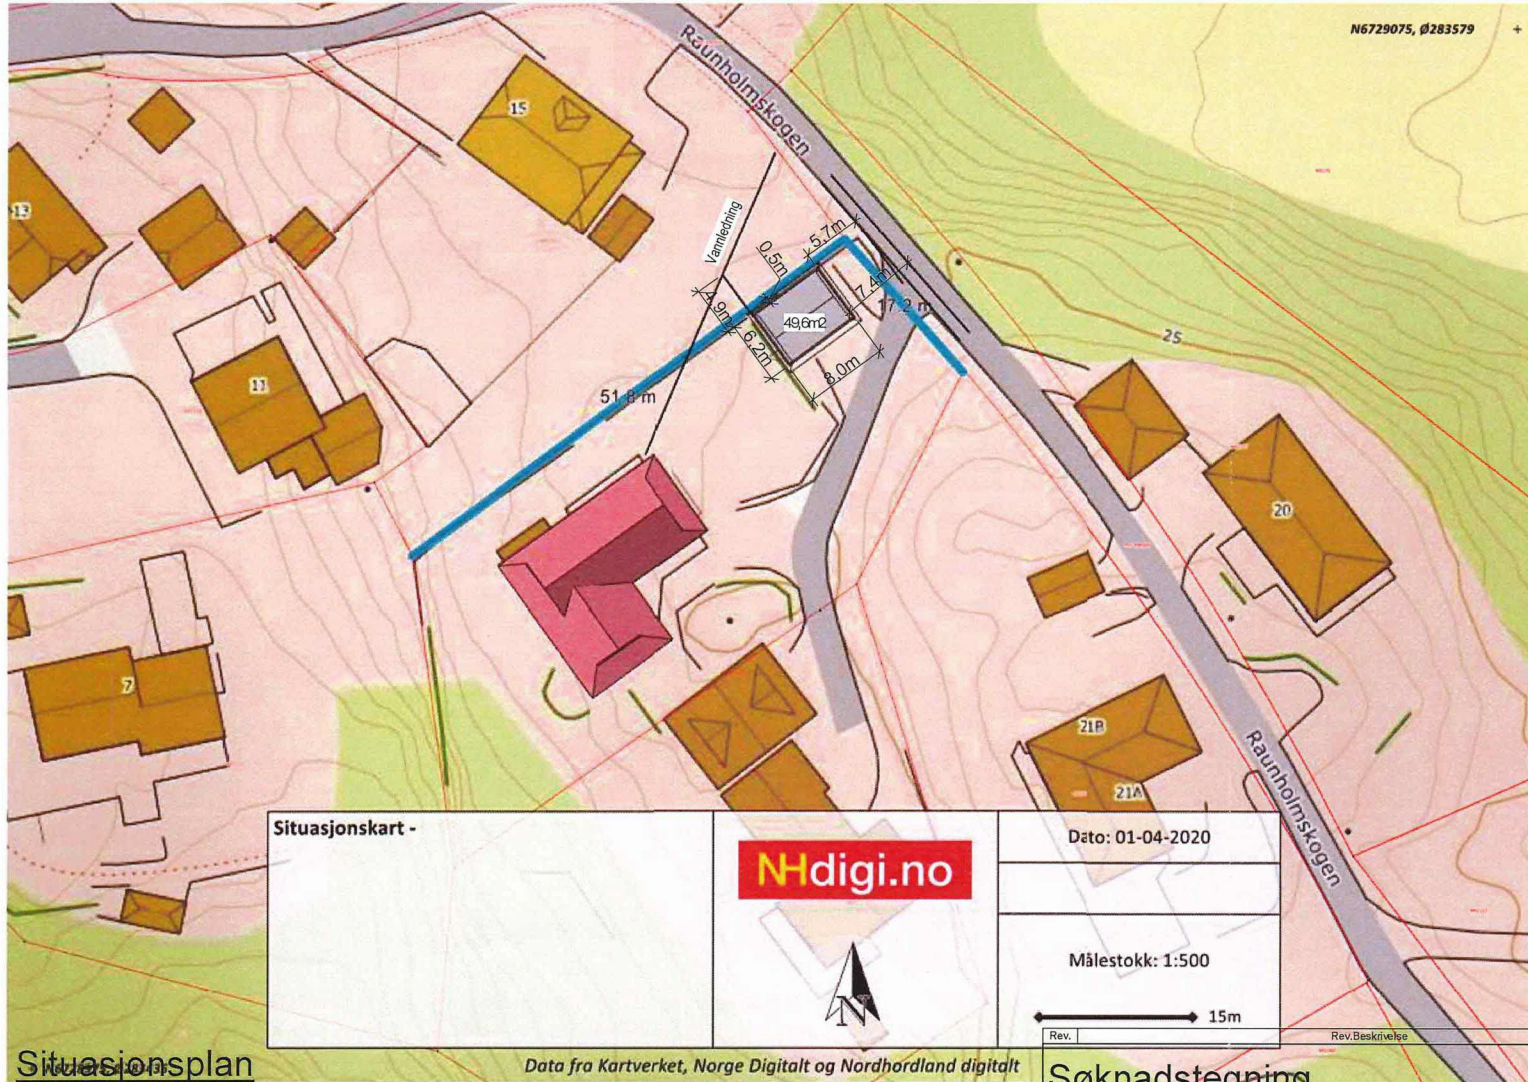 N6729075, Ø283579
Raunholmskogen
15
13
Vannledning
5,7m
0,5m
7,4m
4,9m
17.2 m
49,6m2
6,2m
8,0m
25
51.8 m
11
20
7
21B
21A
Raunholmskogen
Situasjonskart -
NHdigi.no
Dato: 01-04-2020
Målestokk: 1:500
N
15m
Rev.
Rev.Beskrivelse
Situasjonsplan
Data fra Kartverket, Norge Digitalt og Nordhordland digitalt
Søknadstegning